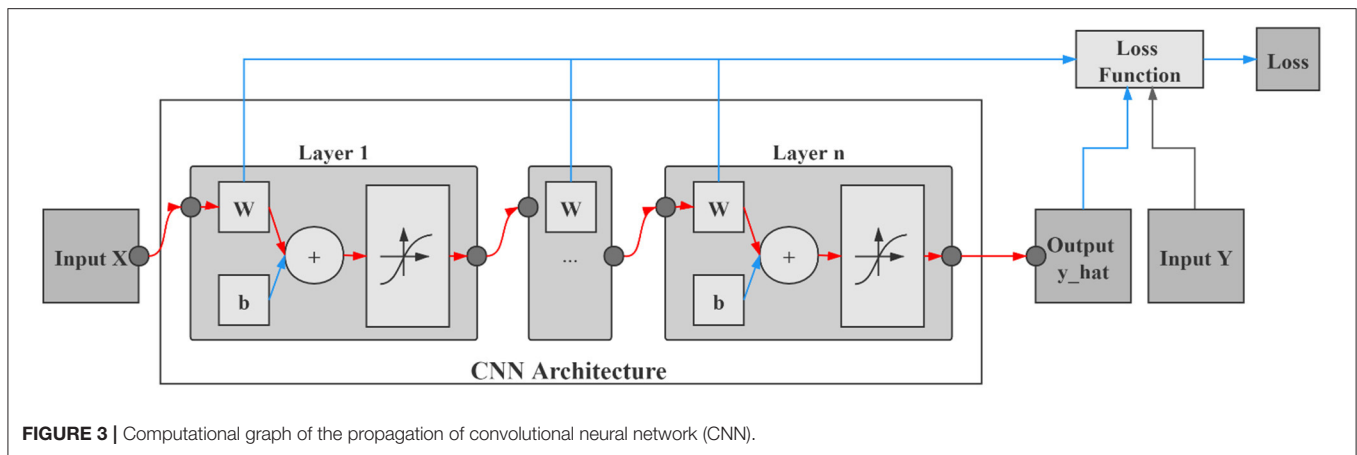 Loss
Function
Loss
Layer 1
Layer n
W
W
W
Input X
+
...
+
Output
y_hat
Input Y
b
b
CNN Architecture
FIGURE 3 | Computational graph of the propagation of convolutional neural network (CNN).